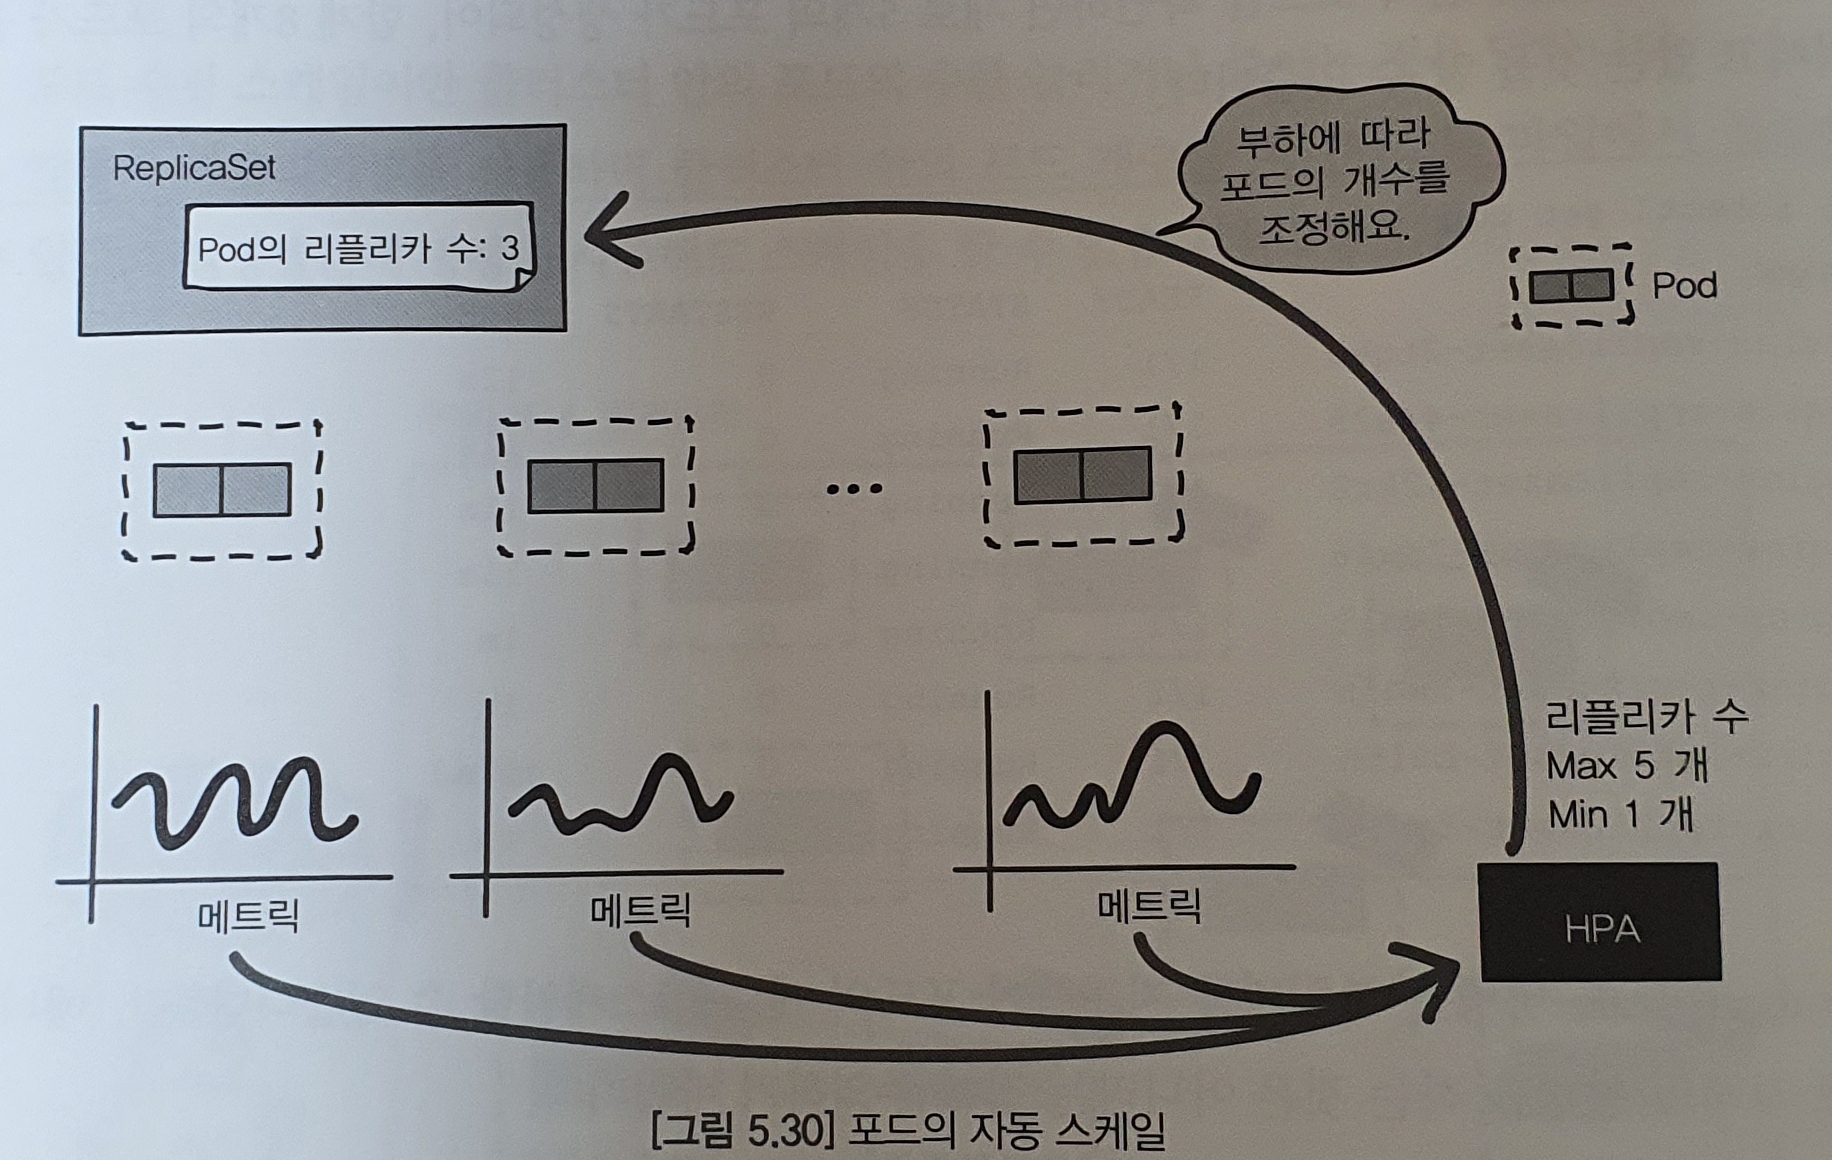 ReplicaSet
Pod의 리플리카 수: 3
부하에 따라
포드의 개수를
조정해요.
Pod
리플리카 수
Max 5 개
Min 1 개
메트릭
메트릭
메트릭
HPA
[그림 5.30] 포드의 자동 스케일